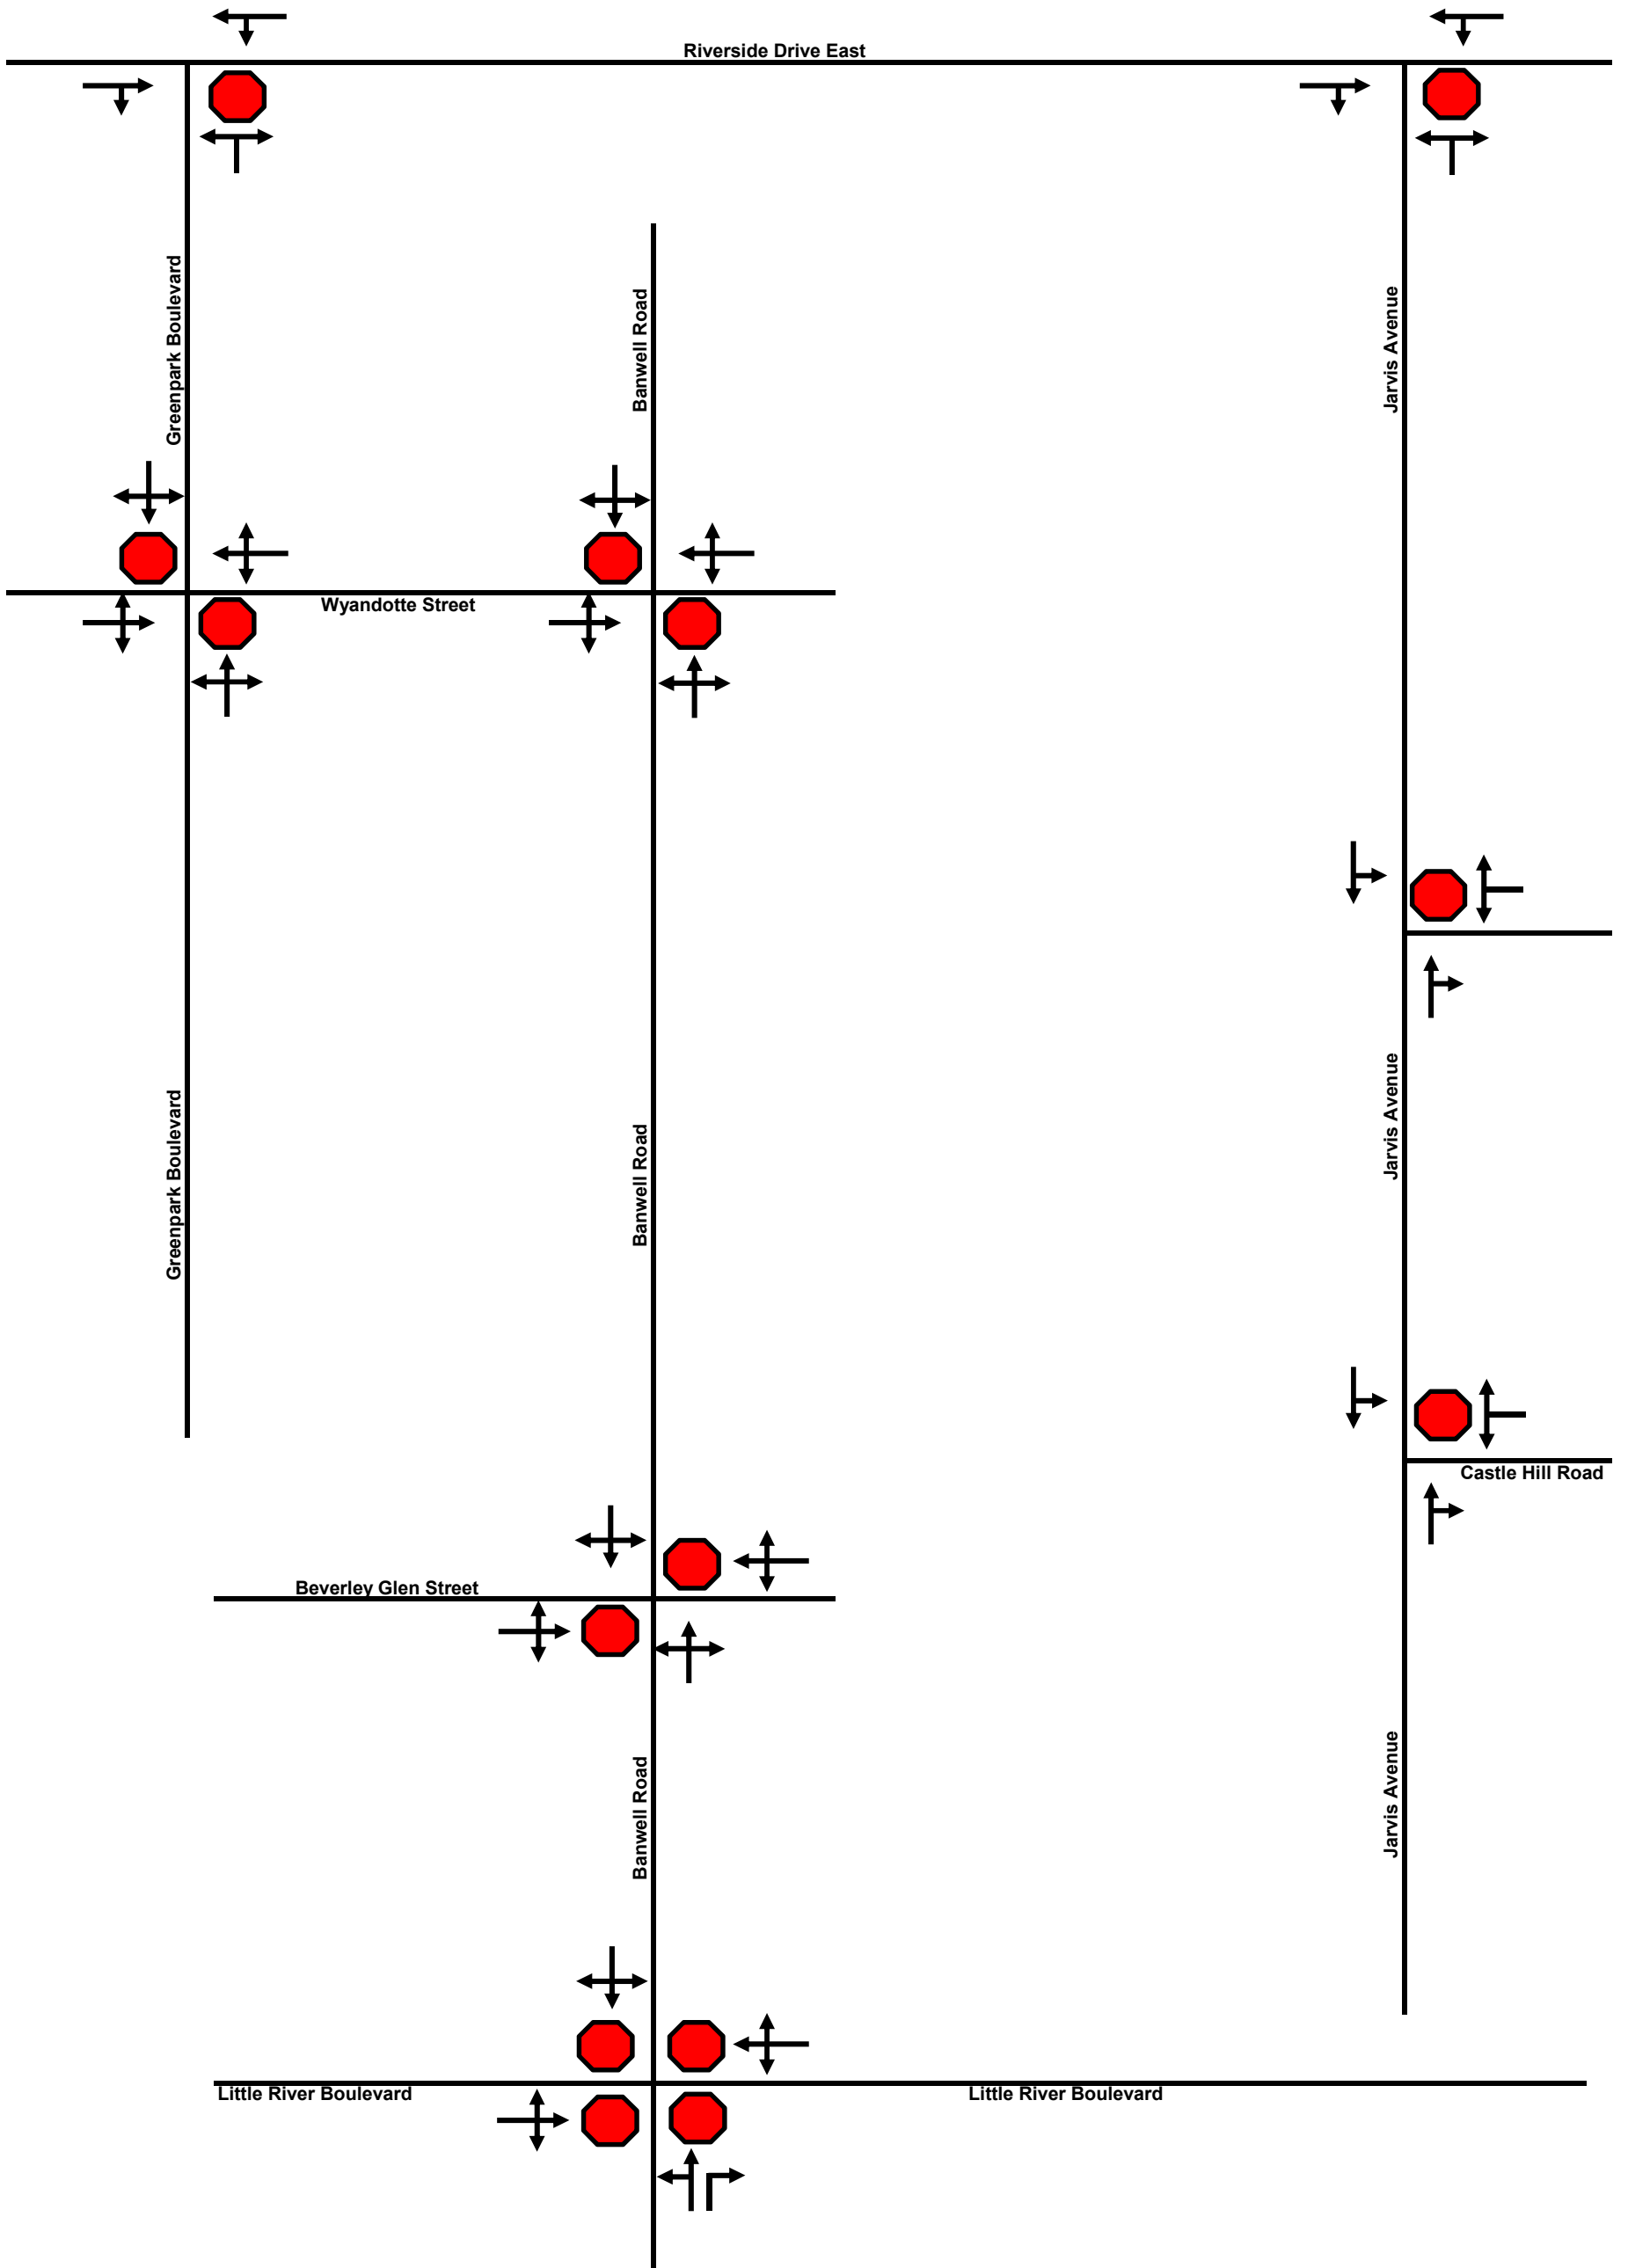 Riverside Drive East
Greenpark Boulevard
Banwell Road
Jarvis Avenue
Wyandotte Street
Greenpark Boulevard
Banwell Road
Jarvis Avenue
Castle Hill Road
Beverley Glen Street
Banwell Road
Jarvis Avenue
Little River Boulevard
Little River Boulevard